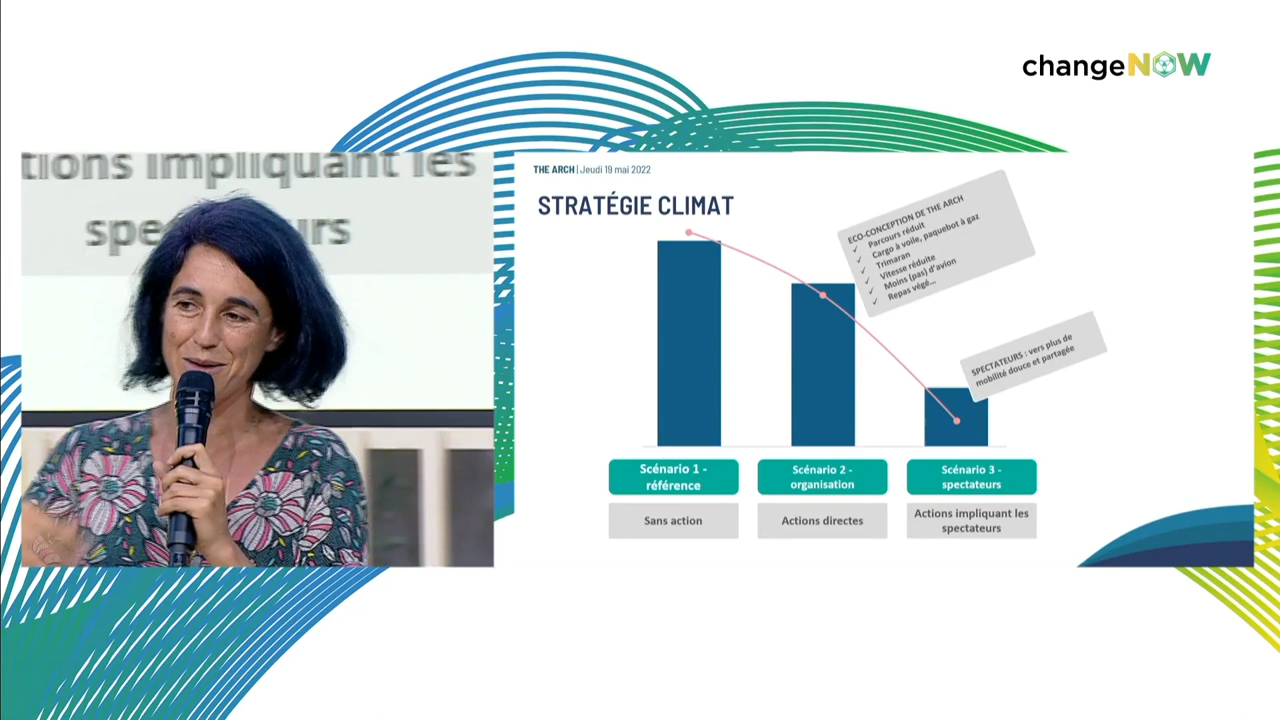 changeNOW
tions impliquant les
spe urs
THE ARCH | Jeudi 19 mai 2022
STRATÉGIE CLIMAT
ECO-CONCEPTION DE THE ARCH
✓ Parcours réduit
✓ Cargo à voile, paquebot à gaz
✓ Trimaran
✓ Vitesse réduite
✓ Moins (pas) d'avion
✓ Repas végé...
SPECTATEURS : vers plus de
mobilité douce et partagée
Scénario 1 -
référence
Scénario 2 -
organisation
Scénario 3 -
spectateurs
Sans action
Actions directes
Actions impliquant les
spectateurs